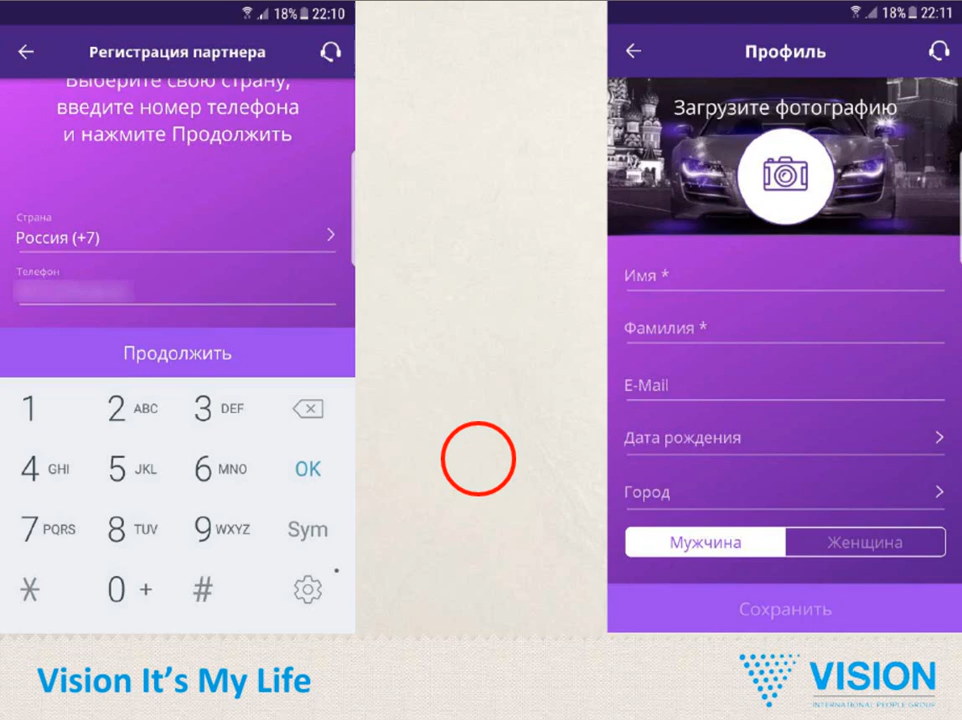 18% 22:10
Регистрация партнера
Выберите свою страну,
введите номер телефона
и нажмите Продолжить
Страна
Россия (+7)
Телефон
Продолжить
1 2 ABC 3 DEF
4 GHI 5 JKL 6 MNO OK
7 PQRS 8 TUV 9 WXYZ Sym
* 0 + #
18% 22:11
Профиль
Загрузите фотографию
Имя *
Фамилия *
E-Mail
Дата рождения
Город
Мужчина Женщина
Сохранить
Vision It's My Life
VISION
INTERNATIONAL PEOPLE GROUP